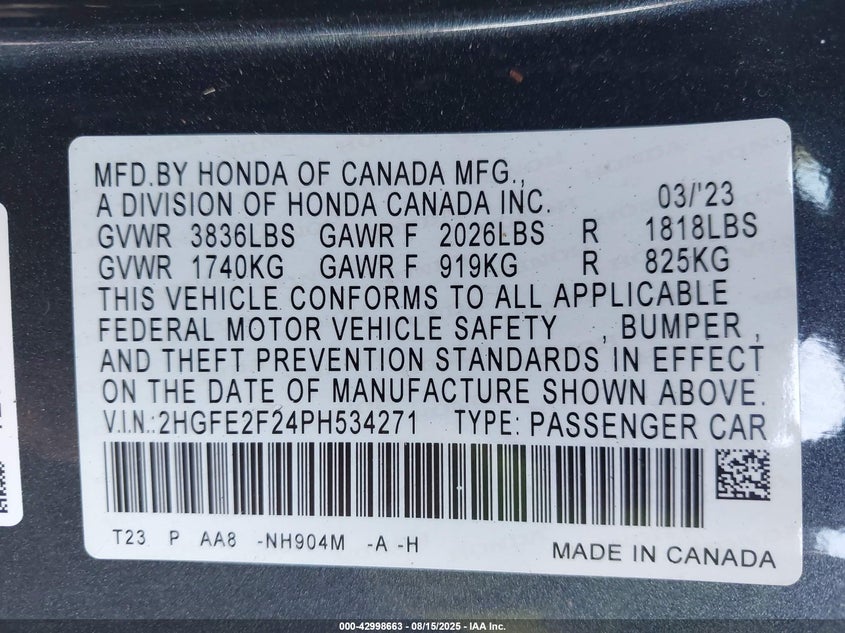 MFD.BY HONDA OF CANADA MFG.,
A DIVISION OF HONDA CANADA INC. 03/'23
GVWR 3836LBS GAWR F 2026LBS R 1818LBS
GVWR 1740KG GAWR F 919KG R 825KG
THIS VEHICLE CONFORMS TO ALL APPLICABLE
FEDERAL MOTOR VEHICLE SAFETY , BUMPER ,
AND THEFT PREVENTION STANDARDS IN EFFECT
ON THE DATE OF MANUFACTURE SHOWN ABOVE.
V.I.N.:2HGFE2F24PH534271 TYPE: PASSENGER CAR
T23 P AA8 -NH904M -A -H
MADE IN CANADA
000-42998663 - 08/15/2025 - IAA Inc.